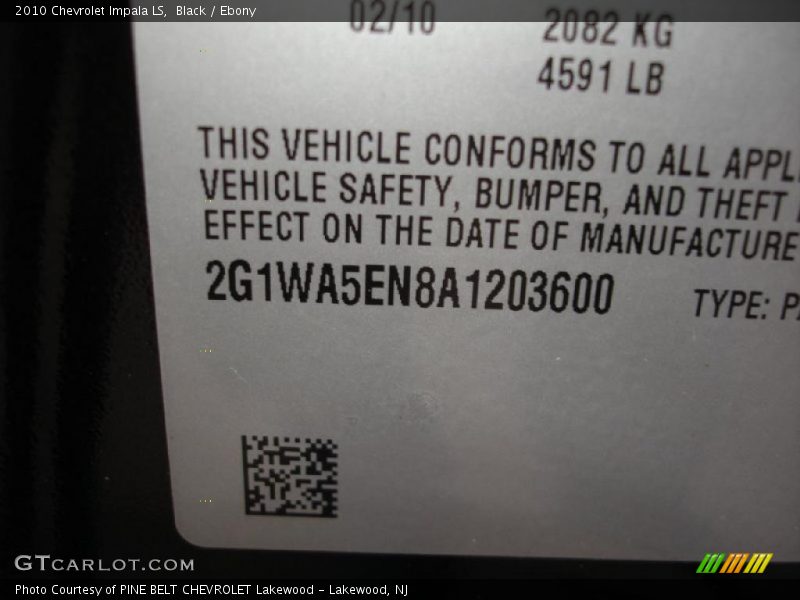 2010 Chevrolet Impala LS,  Black / Ebony
02/10 2082 KG
4591 LB
THIS VEHICLE CONFORMS TO ALL APPLI
VEHICLE SAFETY, BUMPER, AND THEFT
EFFECT ON THE DATE OF MANUFACTURE
2G1WA5EN8A1203600 TYPE: PA
GTCARLOT.COM
Photo Courtesy of PINE BELT CHEVROLET Lakewood - Lakewood, NJ